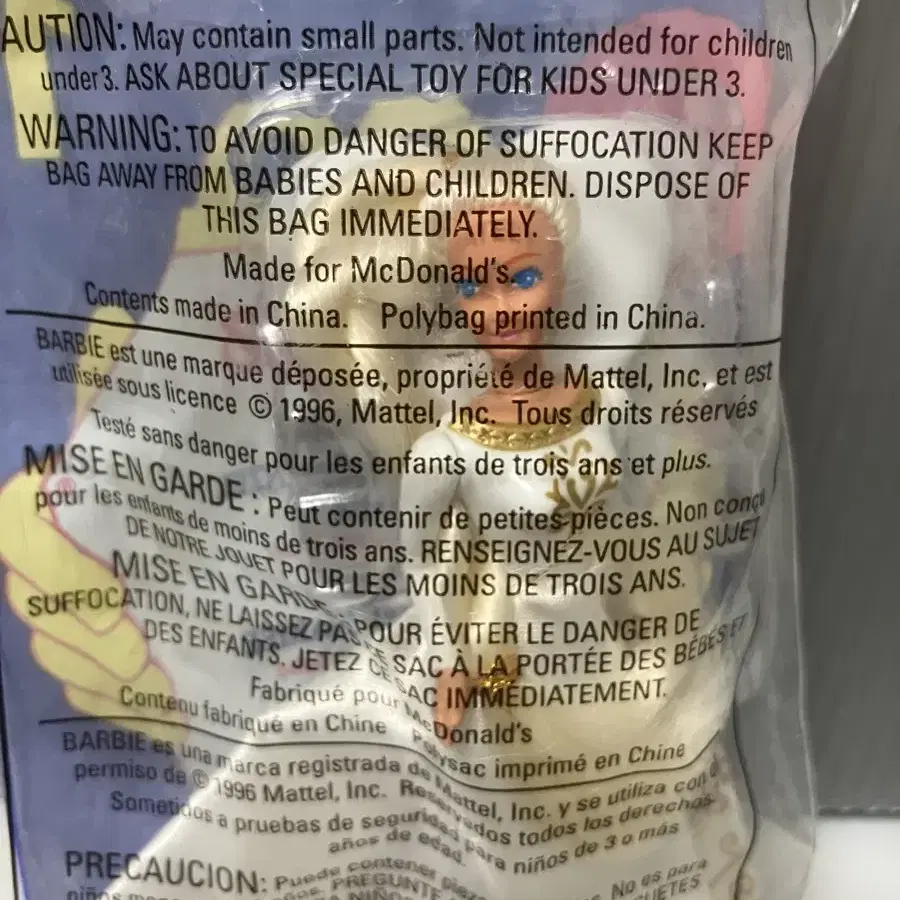 AUTION: May contain small parts. Not intended for children
under 3. ASK ABOUT SPECIAL TOY FOR KIDS UNDER 3.
WARNING: TO AVOID DANGER OF SUFFOCATION KEEP
BAG AWAY FROM BABIES AND CHILDREN. DISPOSE OF
THIS BAG IMMEDIATELY.
Made for McDonald's.
Contents made in China. Polybag printed in China.
BARBIE est une marque déposée, propriété de Mattel, Inc, et est
utilisée sous licence © 1996, Mattel, Inc. Tous droits réservés
Testé sans danger pour les enfants de trois ans et plus.
MISE EN GARDE : Peut contenir de petites pièces. Non conçu
pour les enfants de moins de trois ans. RENSEIGNEZ-VOUS AU SUJET
DE NOTRE JOUET POUR LES MOINS DE TROIS ANS.
MISE EN GARDE: POUR ÉVITER LE DANGER DE
SUFFOCATION, NE LAISSEZ PAS CE SAC À LA PORTÉE DES BÉBÉS ET
DES ENFANTS. JETEZ CE SAC IMMÉDIATEMENT.
Fabriqué pour McDonald's
Contenu fabriqué en Chine Polysac imprimé en Chine
BARBIE es una marca registrada de Mattel, Inc. y se utiliza con
permiso de © 1996 Mattel, Inc. Reservados todos los derechos.
Sometidos a pruebas de seguridad para niños de 3 o más
años de edad.
PRECAUCION: Puede contener No es para
niños PREGUNTE